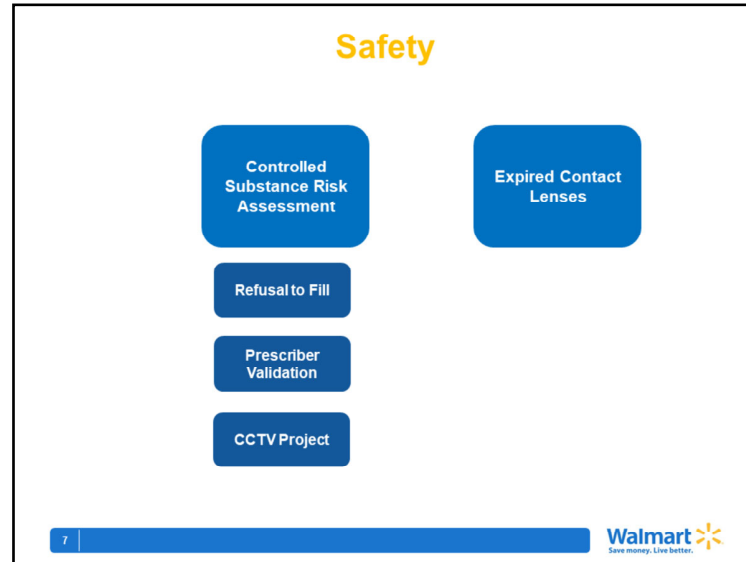 Safety
Controlled
Substance Risk
Assessment
Refusal to Fill
Prescriber
Validation
CCTV Project
Expired Contact
Lenses
7
Walmart
Save money. Live better.